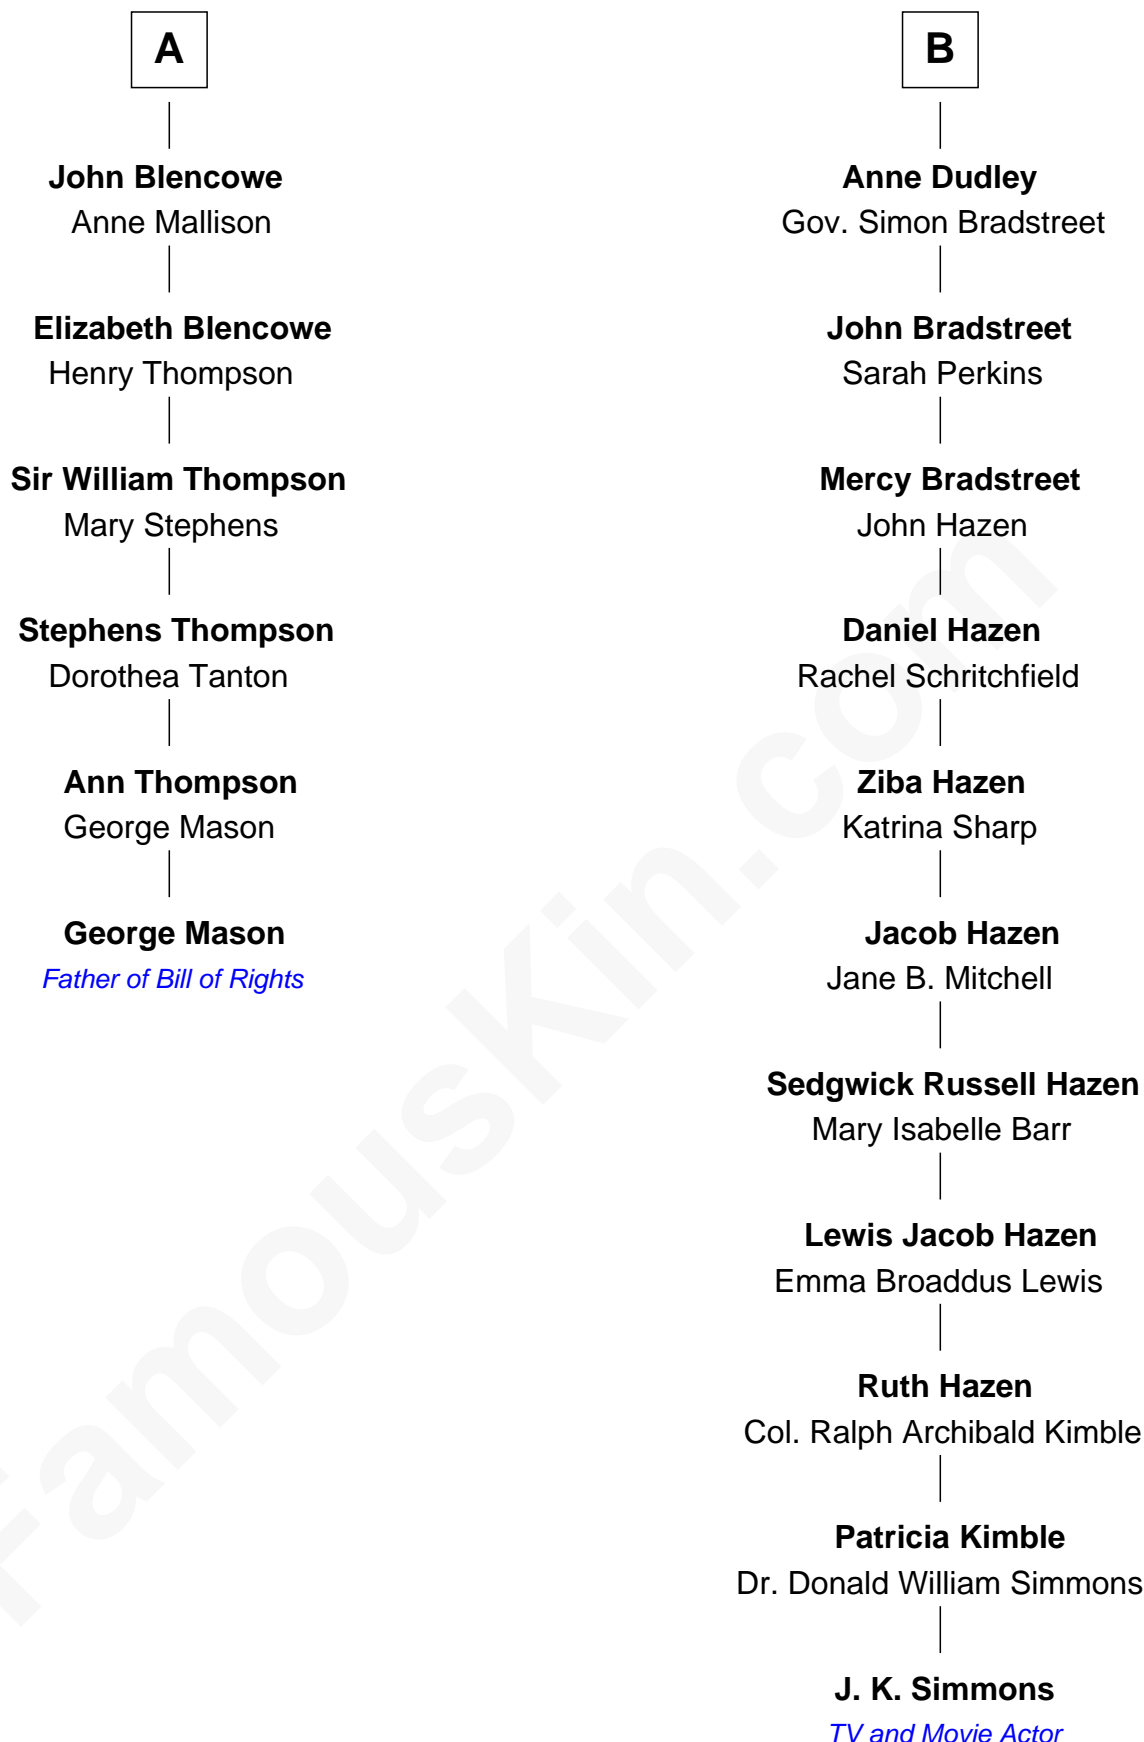 A
John Blencowe
Anne Mallison
Elizabeth Blencowe
Henry Thompson
Sir William Thompson
Mary Stephens
Stephens Thompson
Dorothea Tanton
Ann Thompson
George Mason
George Mason
Father of Bill of Rights
B
Anne Dudley
Gov. Simon Bradstreet
John Bradstreet
Sarah Perkins
Mercy Bradstreet
John Hazen
Daniel Hazen
Rachel Schritchfield
Ziba Hazen
Katrina Sharp
Jacob Hazen
Jane B. Mitchell
Sedgwick Russell Hazen
Mary Isabelle Barr
Lewis Jacob Hazen
Emma Broaddus Lewis
Ruth Hazen
Col. Ralph Archibald Kimble
Patricia Kimble
Dr. Donald William Simmons
J. K. Simmons
TV and Movie Actor
FamousKin.com